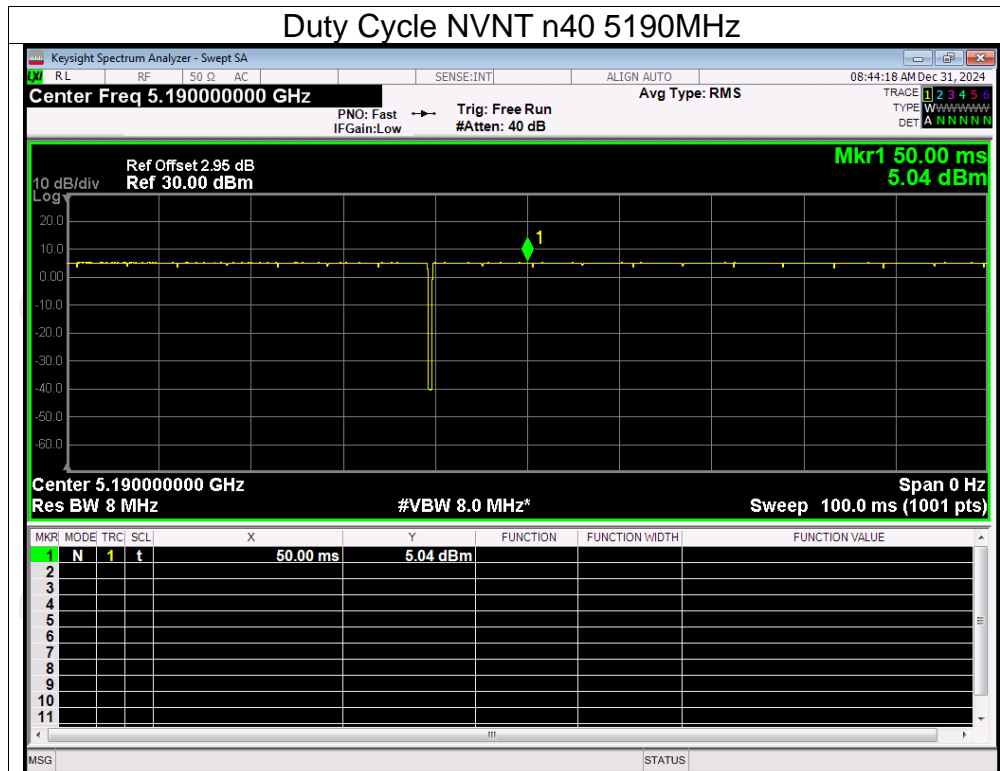 Duty Cycle NVNT n40 5190MHz
Keysight Spectrum Analyzer - Swept SA
LXI RL RF 50 Ω AC SENSE:INT ALIGN AUTO 08:44:18 AM Dec 31, 2024
Center Freq 5.190000000 GHz Avg Type: RMS TRACE 1 2 3 4 5 6
PNO: Fast Trig: Free Run TYPE WWWWWW
IFGain:Low #Atten: 40 dB DET A N N N N N
Mkr1 50.00 ms
5.04 dBm
Ref Offset 2.95 dB
10 dB/div Ref 30.00 dBm
Log
20.0
10.0
0.00
-10.0
-20.0
-30.0
-40.0
-50.0
-60.0
1
Center 5.190000000 GHz Span 0 Hz
Res BW 8 MHz #VBW 8.0 MHz* Sweep 100.0 ms (1001 pts)
MKR MODE TRC SCL X Y FUNCTION FUNCTION WIDTH FUNCTION VALUE
1 N 1 t 50.00 ms 5.04 dBm
2
3
4
5
6
7
8
9
10
11
MSG STATUS